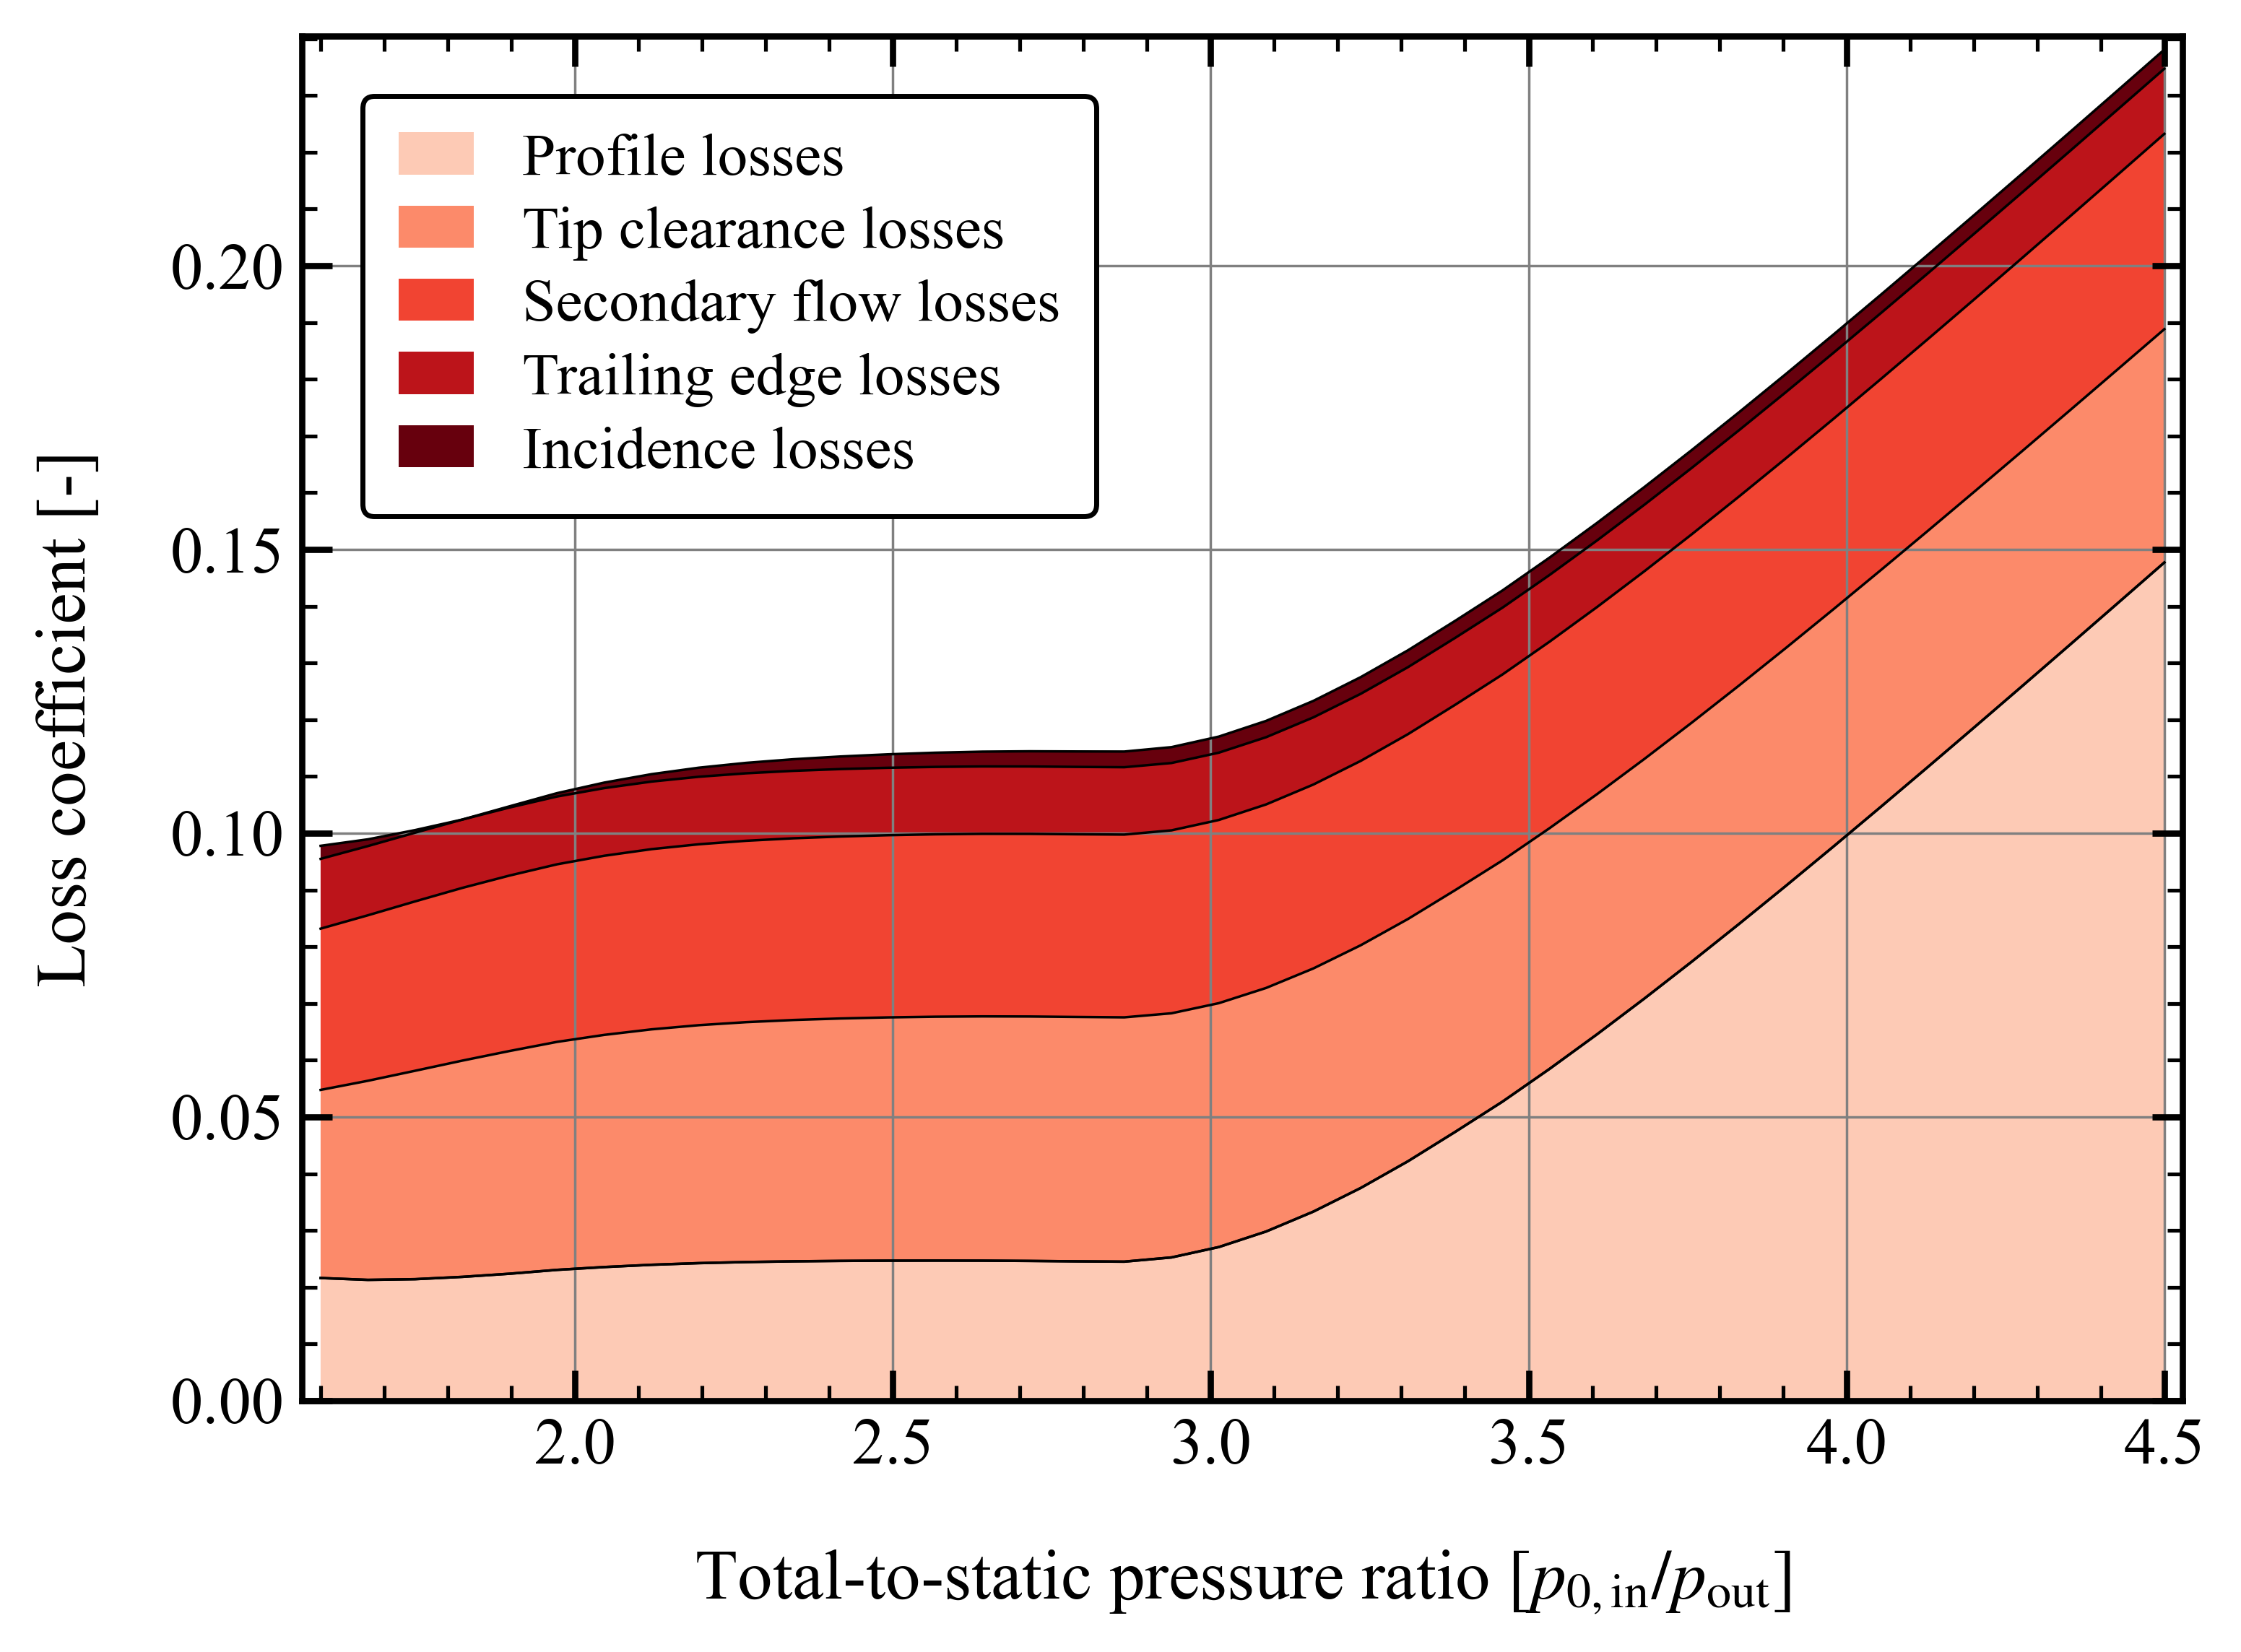 Profile losses
Tip clearance losses
Secondary flow losses
Trailing edge losses
Incidence losses
Loss coefficient [-]
0.20
0.15
0.10
0.05
0.00
2.0 2.5 3.0 3.5 4.0 4.5
Total-to-static pressure ratio [p0, in/pout]